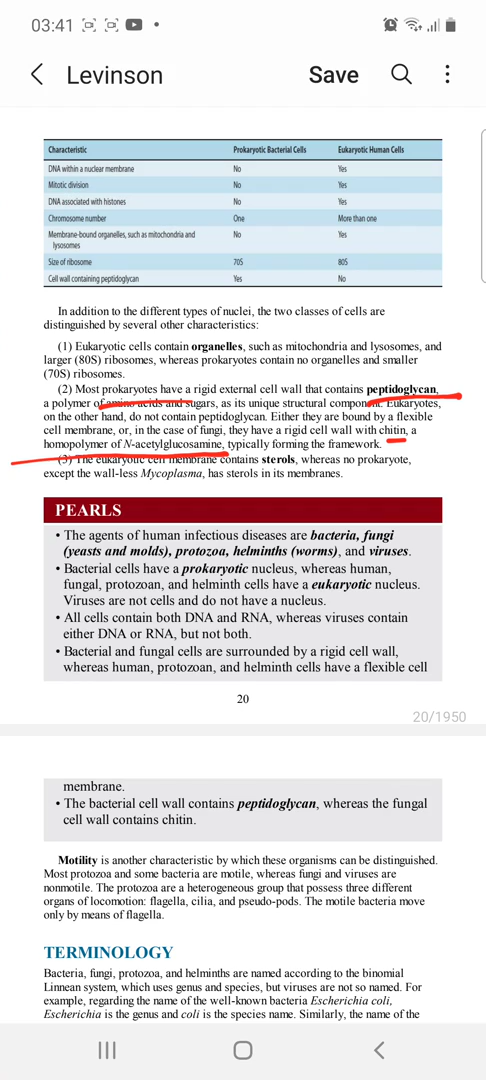 03:41
Levinson Save
Characteristic Prokaryotic Bacterial Cells Eukaryotic Human Cells
DNA within a nuclear membrane No Yes
Mitotic division No Yes
DNA associated with histones No Yes
Chromosome number One More than one
Membrane-bound organelles, such as mitochondria and No Yes
lysosomes
Size of ribosome 70S 80S
Cell wall containing peptidoglycan Yes No
In addition to the different types of nuclei, the two classes of cells are
distinguished by several other characteristics:
(1) Eukaryotic cells contain organelles, such as mitochondria and lysosomes, and
larger (80S) ribosomes, whereas prokaryotes contain no organelles and smaller
(70S) ribosomes.
(2) Most prokaryotes have a rigid external cell wall that contains peptidoglycan,
a polymer of amino acids and sugars, as its unique structural component. Eukaryotes,
on the other hand, do not contain peptidoglycan. Either they are bound by a flexible
cell membrane, or, in the case of fungi, they have a rigid cell wall with chitin, a
homopolymer of N-acetylglucosamine, typically forming the framework.
(3) The eukaryotic cell membrane contains sterols, whereas no prokaryote,
except the wall-less Mycoplasma, has sterols in its membranes.
PEARLS
• The agents of human infectious diseases are bacteria, fungi
(yeasts and molds), protozoa, helminths (worms), and viruses.
• Bacterial cells have a prokaryotic nucleus, whereas human,
fungal, protozoan, and helminth cells have a eukaryotic nucleus.
Viruses are not cells and do not have a nucleus.
• All cells contain both DNA and RNA, whereas viruses contain
either DNA or RNA, but not both.
• Bacterial and fungal cells are surrounded by a rigid cell wall,
whereas human, protozoan, and helminth cells have a flexible cell
20
20/1950
membrane.
• The bacterial cell wall contains peptidoglycan, whereas the fungal
cell wall contains chitin.
Motility is another characteristic by which these organisms can be distinguished.
Most protozoa and some bacteria are motile, whereas fungi and viruses are
nonmotile. The protozoa are a heterogeneous group that possess three different
organs of locomotion: flagella, cilia, and pseudo-pods. The motile bacteria move
only by means of flagella.
TERMINOLOGY
Bacteria, fungi, protozoa, and helminths are named according to the binomial
Linnean system, which uses genus and species, but viruses are not so named. For
example, regarding the name of the well-known bacteria Escherichia coli,
Escherichia is the genus and coli is the species name. Similarly, the name of the